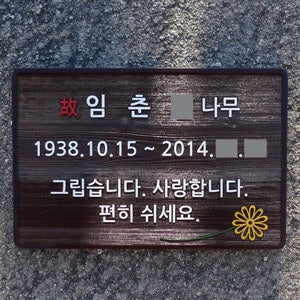 故 임 춘 나무
1938.10.15 ~ 2014.
그립습니다. 사랑합니다.
편히 쉬세요.